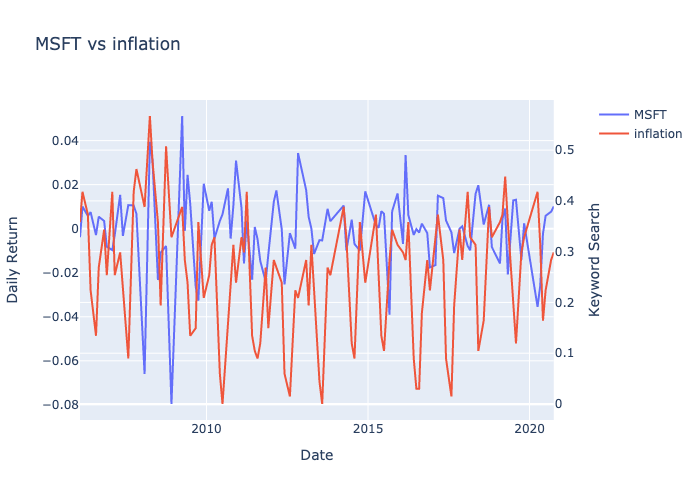 MSFT vs inflation
MSFT
inflation
Daily Return
0.04
0.02
0
−0.02
−0.04
−0.06
−0.08
0.5
0.4
0.3
0.2
0.1
0
Keyword Search
2010
2015
2020
Date